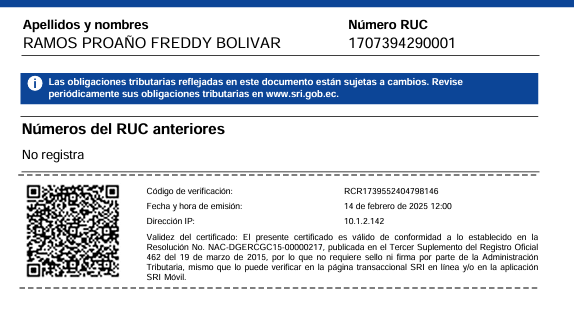 Apellidos y nombres
Número RUC
RAMOS PROAÑO FREDDY BOLIVAR
1707394290001
Las obligaciones tributarias reflejadas en este documento están sujetas a cambios. Revise
periódicamente sus obligaciones tributarias en www.sri.gob.ec.
Números del RUC anteriores
No registra
Código de verificación: RCR1739552404798146
Fecha y hora de emisión: 14 de febrero de 2025 12:00
Dirección IP: 10.1.2.142
Validez del certificado: El presente certificado es válido de conformidad a lo establecido en la
Resolución No. NAC-DGERCGC15-00000217, publicada en el Tercer Suplemento del Registro Oficial
462 del 19 de marzo de 2015, por lo que no requiere sello ni firma por parte de la Administración
Tributaria, mismo que lo puede verificar en la página transaccional SRI en línea y/o en la aplicación
SRI Móvil.